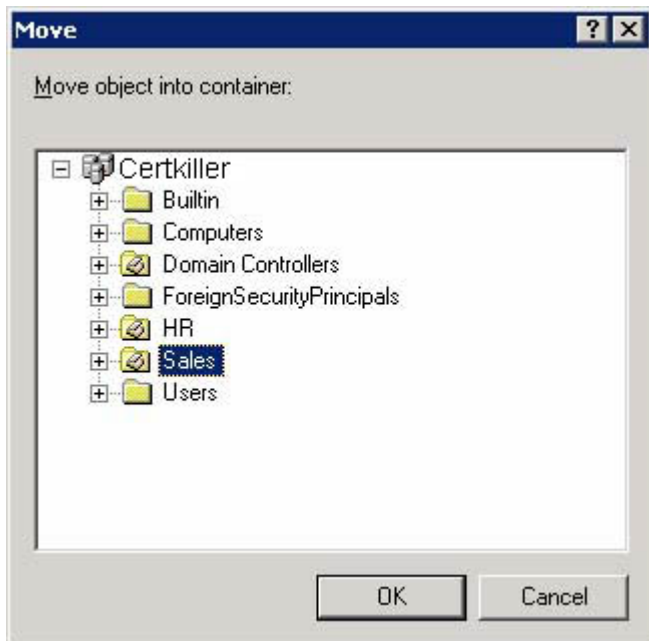 Move
Move object into container:
Certkiller
Builtin
Computers
Domain Controllers
ForeignSecurityPrincipals
HR
Sales
Users
OK Cancel